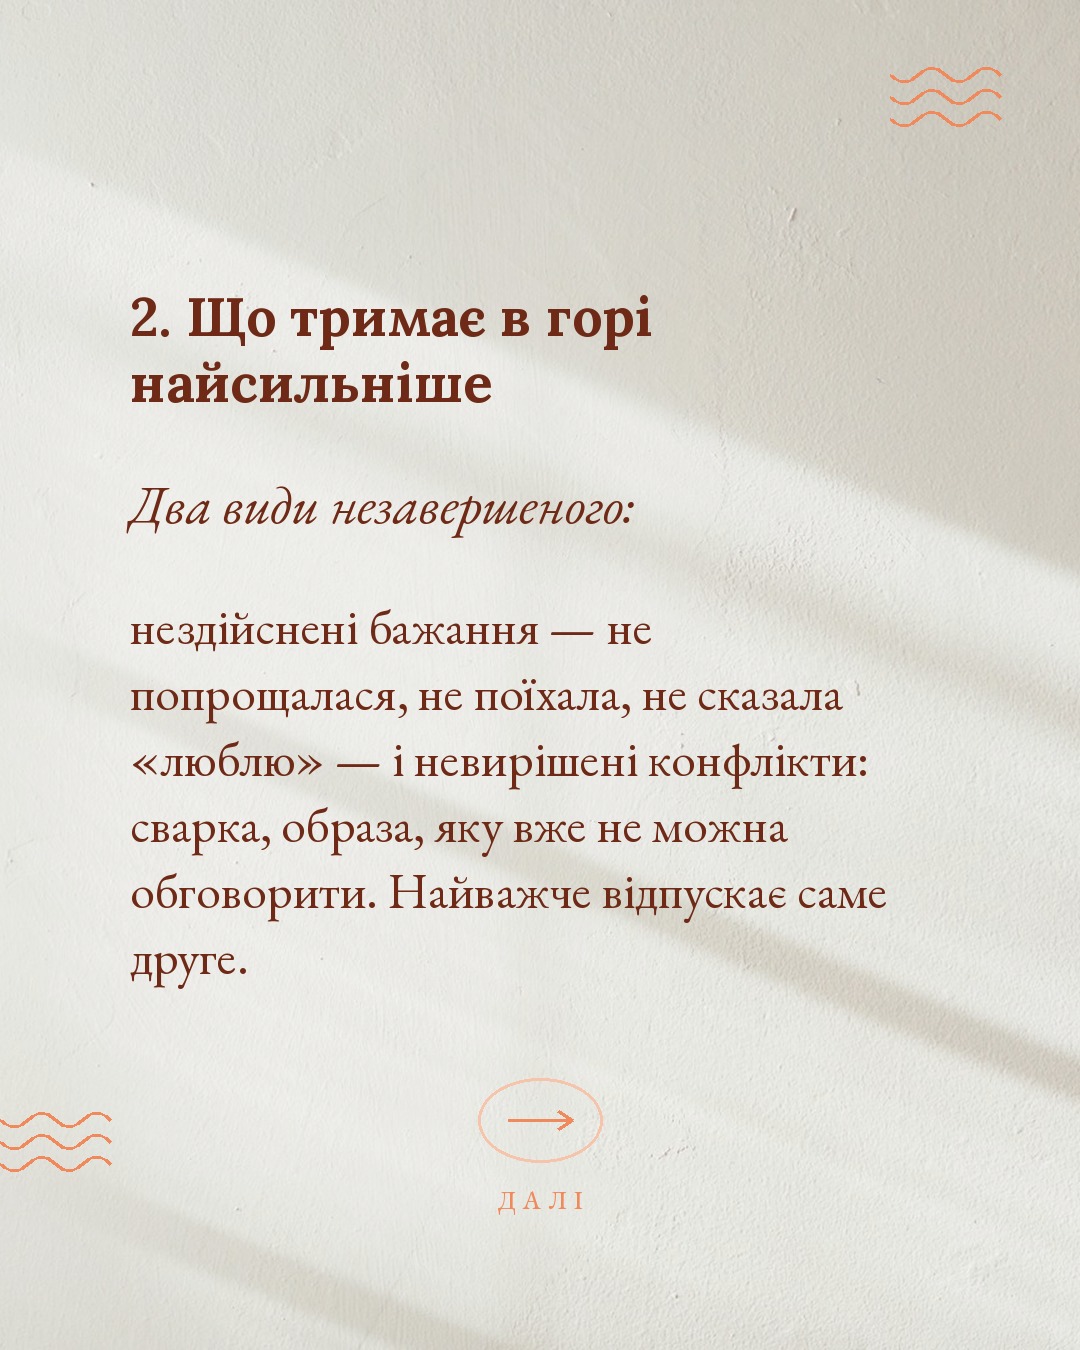 2. Що тримає в горі
найсильніше
Два види незавершеного:
нездійснені бажання — не
попрощалася, не поїхала, не сказала
«люблю» — і невирішені конфлікти:
сварка, образа, яку вже не можна
обговорити. Найважче відпускає саме
друге.
ДАЛІ